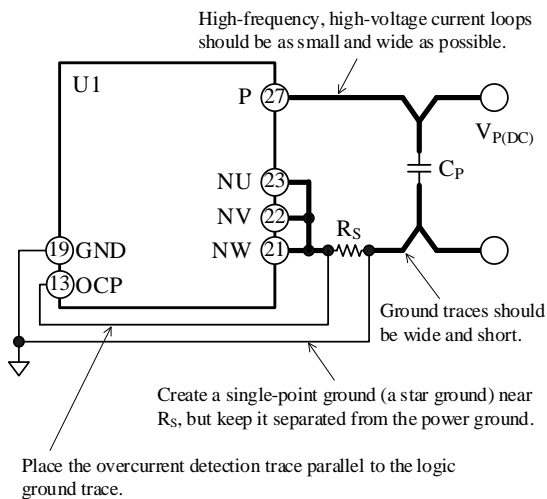 High-frequency, high-voltage current loops
should be as small and wide as possible.
U1
P 27
V_P(DC)
C_P
NU 23
NV 22
NW 21
R_S
19 GND
13 OCP
Ground traces should
be wide and short.
Create a single-point ground (a star ground) near
R_S, but keep it separated from the power ground.
Place the overcurrent detection trace parallel to the logic
ground trace.